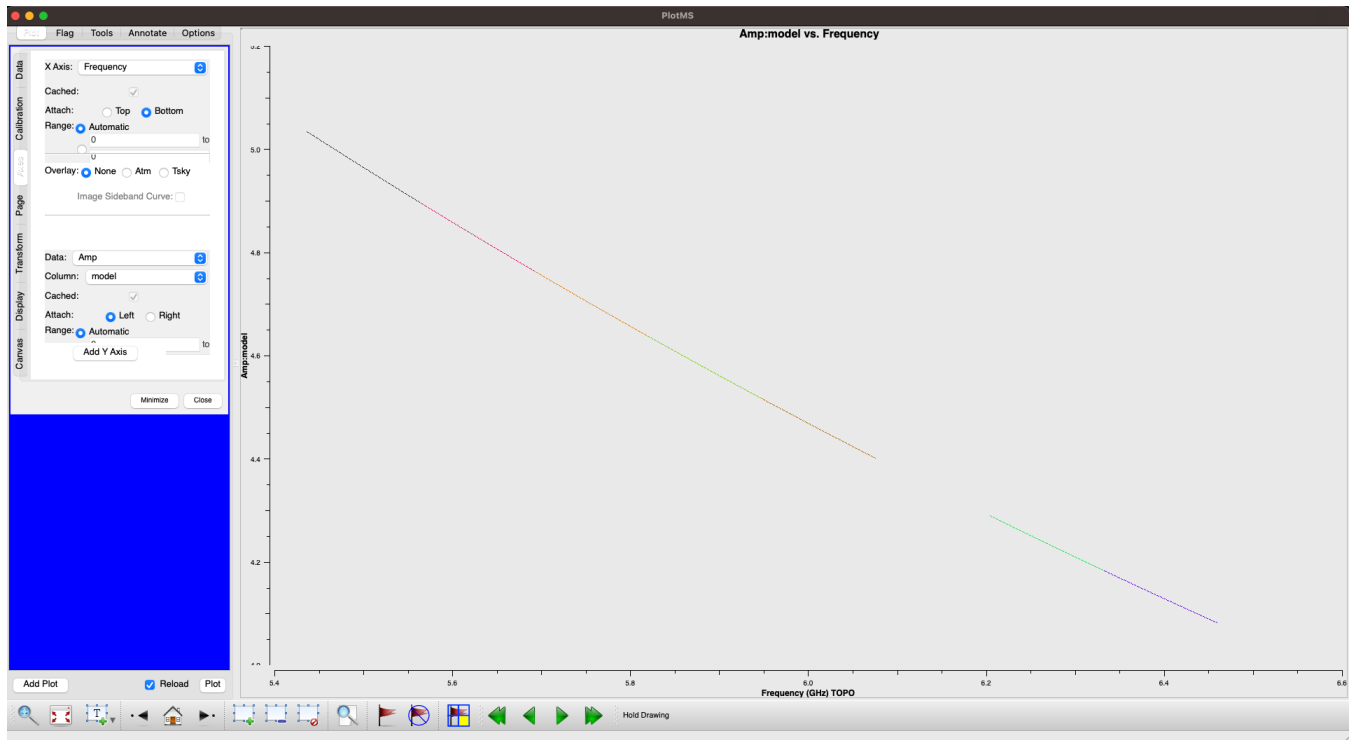 PlotMS
Plot Flag Tools Annotate Options
Data
Calibration
Axes
Page
Transform
Display
Canvas
X Axis: Frequency
Cached:
Attach: Top Bottom
Range: Automatic
0 to
0
Overlay: None Atm Tsky
Image Sideband Curve:
Data: Amp
Column: model
Cached:
Attach: Left Right
Range: Automatic
to
Add Y Axis
Minimize Close
Add Plot Reload Plot
Amp:model vs. Frequency
5.2
5.0
4.8
4.6
4.4
4.2
4.0
Amp:model
5.4 5.6 5.8 6.0 6.2 6.4 6.6
Frequency (GHz) TOPO
T
Hold Drawing